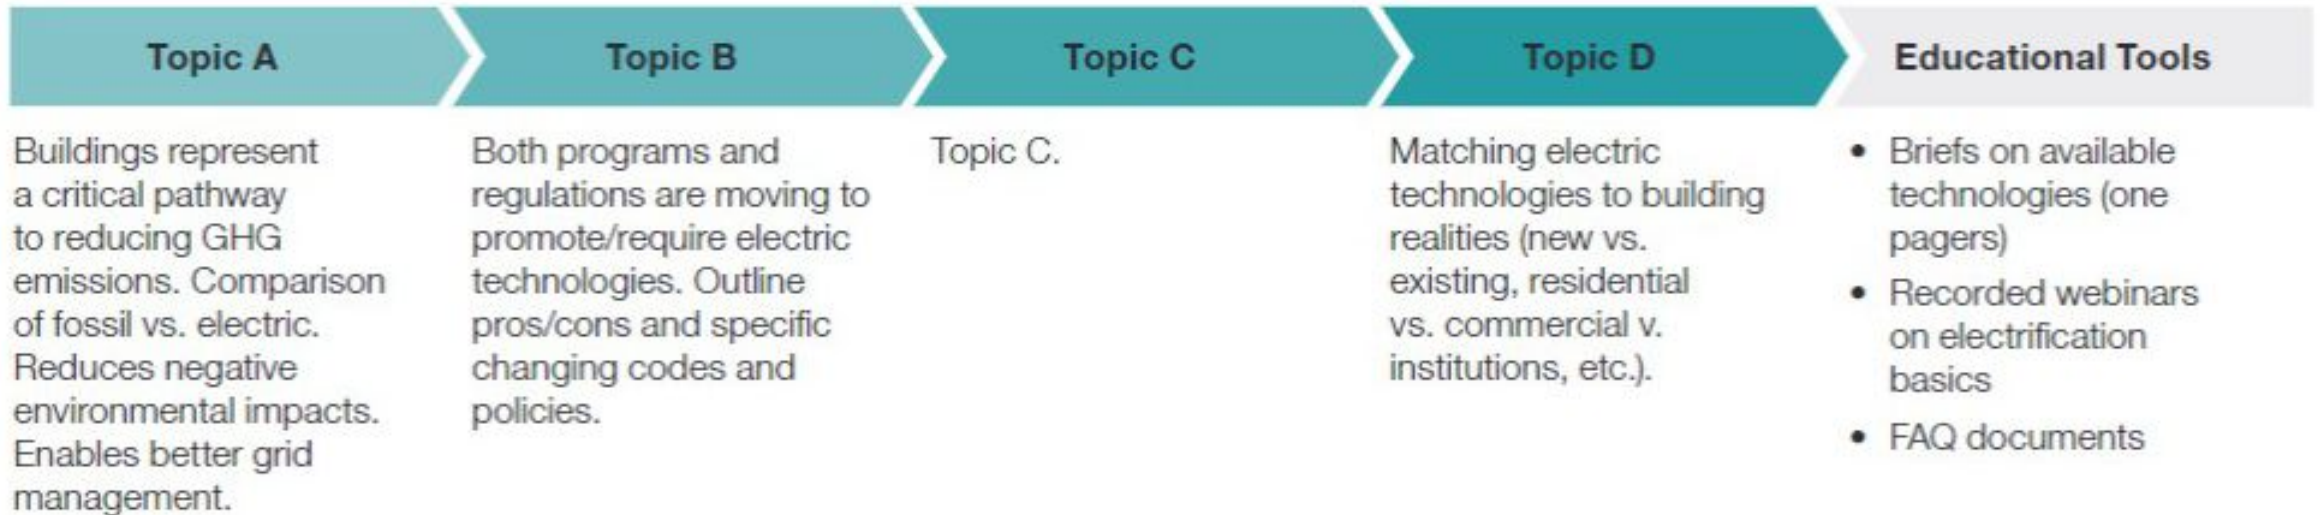 Topic A
Topic B
Topic C
Topic D
Educational Tools
Buildings represent
a critical pathway
to reducing GHG
emissions. Comparison
of fossil vs. electric.
Reduces negative
environmental impacts.
Enables better grid
management.
Both programs and
regulations are moving to
promote/require electric
technologies. Outline
pros/cons and specific
changing codes and
policies.
Topic C.
Matching electric
technologies to building
realities (new vs.
existing, residential
vs. commercial v.
institutions, etc.).
• Briefs on available
technologies (one
pagers)
• Recorded webinars
on electrification
basics
• FAQ documents